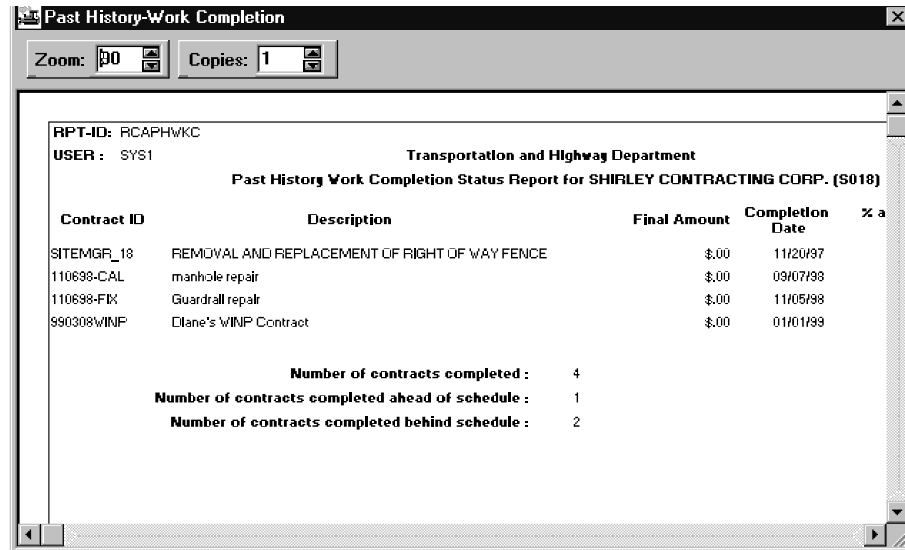 Past History-Work Completion
Zoom: 90 Copies: 1
RPT-ID: RCAPHWKC
USER : SYS1 Transportation and Highway Department
Past History Work Completion Status Report for SHIRLEY CONTRACTING CORP. (S018)
Contract ID Description Final Amount Completion Date % a
SITEMGR_18 REMOVAL AND REPLACEMENT OF RIGHT OF WAY FENCE $.00 11/20/97
110698-CAL manhole repair $.00 09/07/98
110698-FIX Guardrail repair $.00 11/05/98
990308WINP Diane's WINP Contract $.00 01/01/99
Number of contracts completed : 4
Number of contracts completed ahead of schedule : 1
Number of contracts completed behind schedule : 2